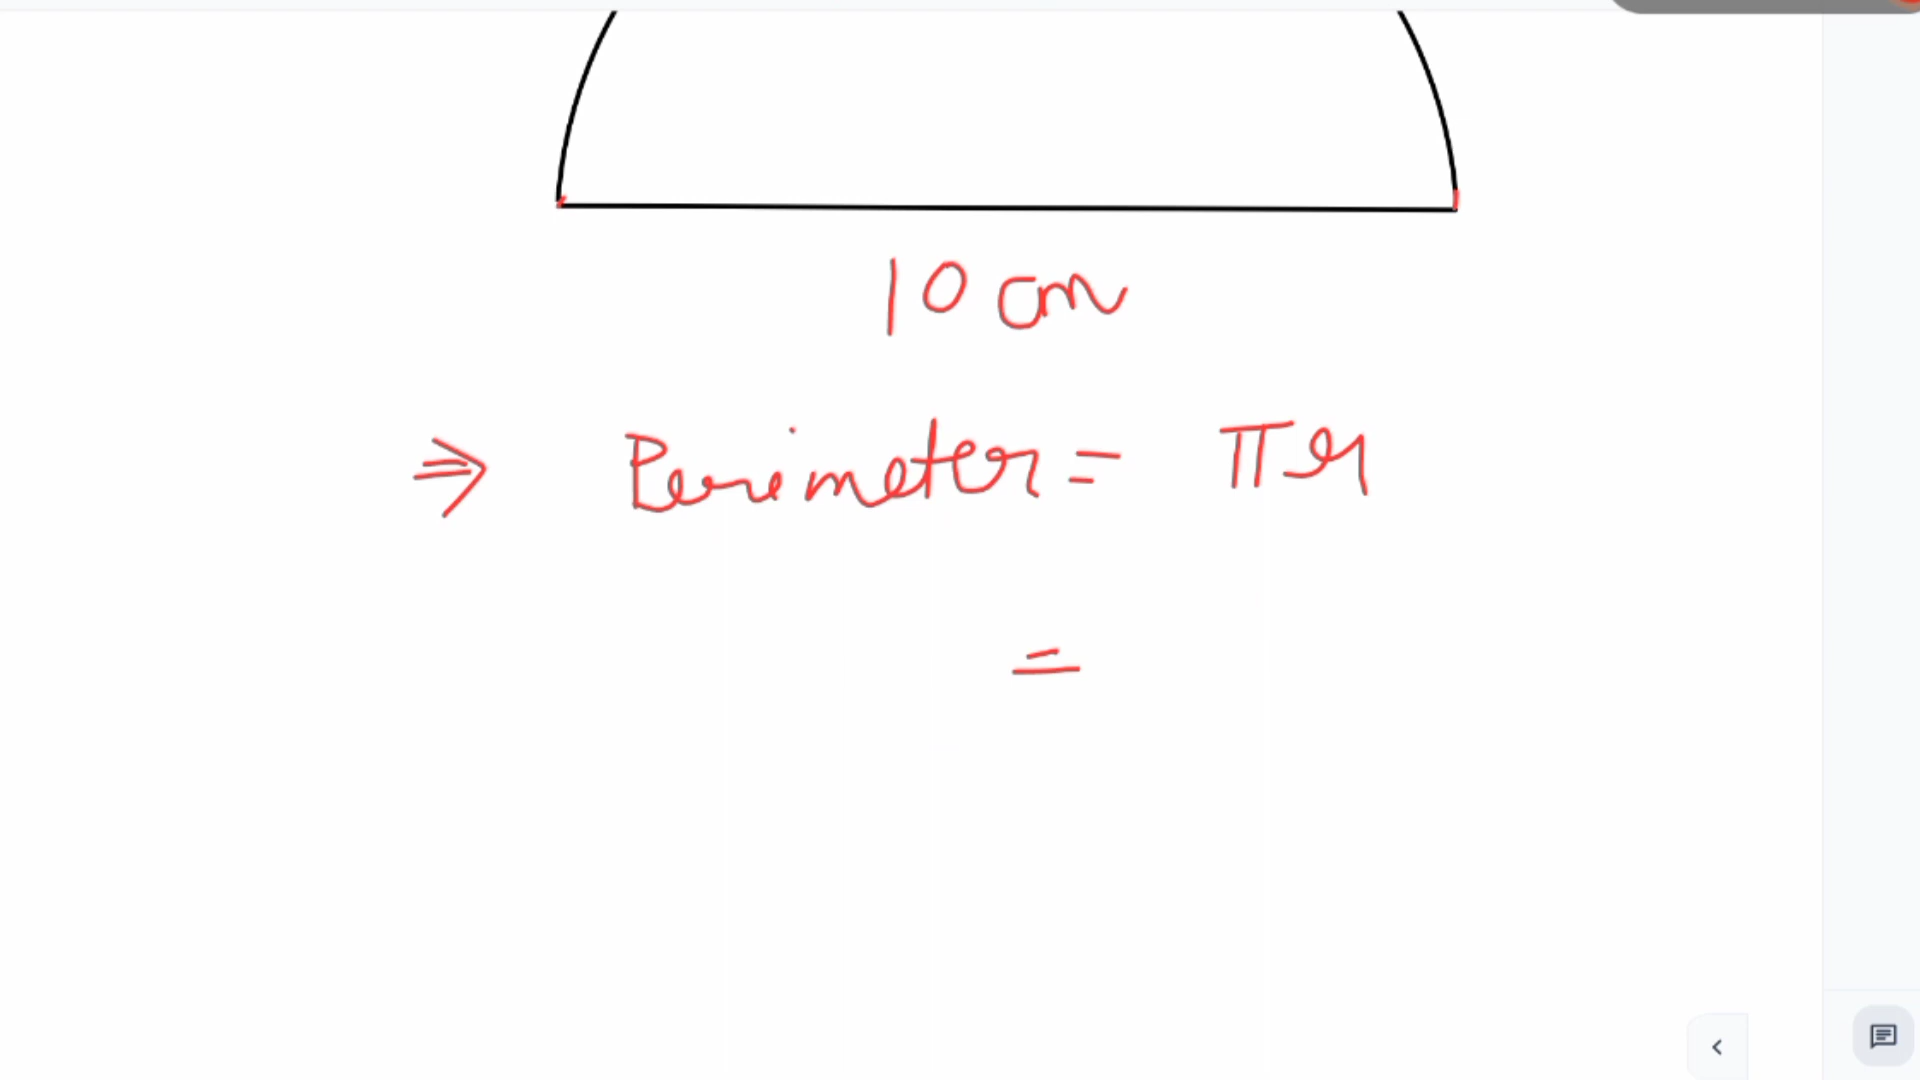 10 cm
⇒ Perimeter = πr
=